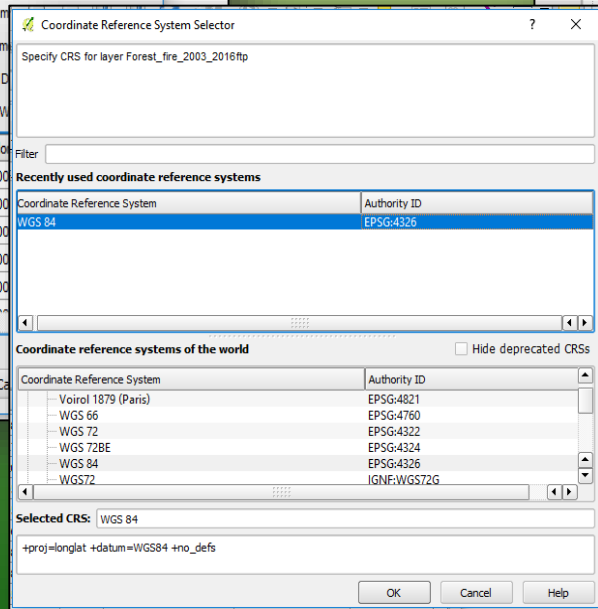 Coordinate Reference System Selector ? X
Specify CRS for layer Forest_fire_2003_2016ftp
Filter
Recently used coordinate reference systems
Coordinate Reference System Authority ID
WGS 84 EPSG:4326
Coordinate reference systems of the world Hide deprecated CRSs
Coordinate Reference System Authority ID
Voirol 1879 (Paris) EPSG:4821
WGS 66 EPSG:4760
WGS 72 EPSG:4322
WGS 72BE EPSG:4324
WGS 84 EPSG:4326
WGS72 IGNF:WGS72G
Selected CRS: WGS 84
+proj=longlat +datum=WGS84 +no_defs
OK Cancel Help